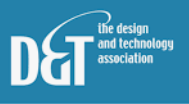 D&T the design
and technology
association